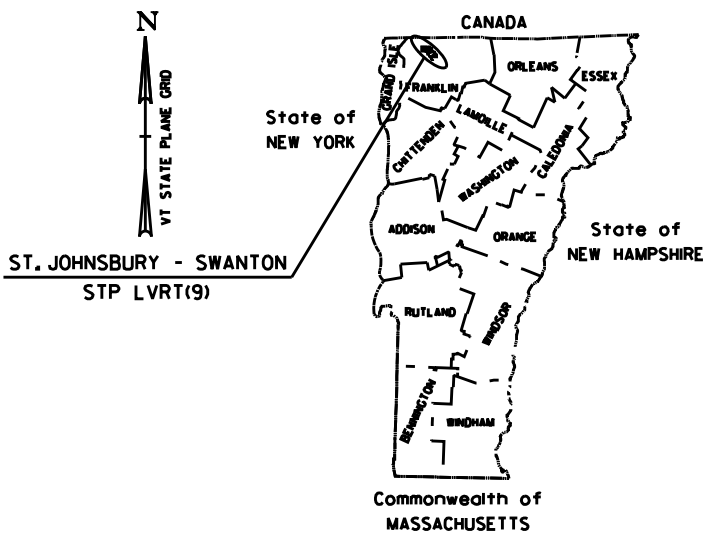 N
VT STATE PLANE GRID
CANADA
State of
NEW YORK
GRAND ISLE
FRANKLIN
ORLEANS
ESSEX
LAMOILLE
CHITTENDEN
WASHINGTON
CALEDONIA
ADDISON
ORANGE
State of
NEW HAMPSHIRE
ST. JOHNSBURY - SWANTON
STP LVRT(9)
RUTLAND
WINDSOR
BENNINGTON
WINDHAM
Commonwealth of
MASSACHUSETTS